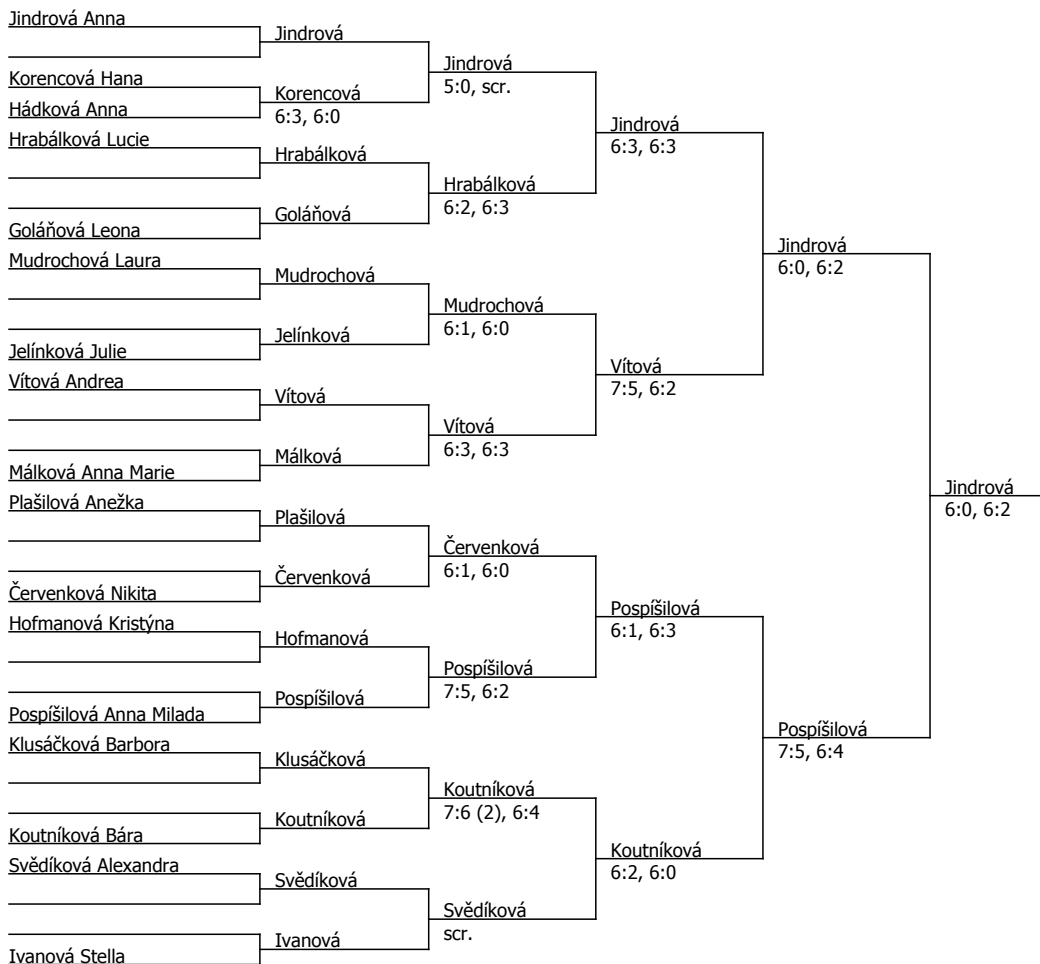 Jindrová Anna
Korencová Hana
Hádková Anna
Hrabálková Lucie
Goláňová Leona
Mudrochová Laura
Jelínková Julie
Vítová Andrea
Málková Anna Marie
Plašilová Anežka
Červenková Nikita
Hofmanová Kristýna
Pospíšilová Anna Milada
Klusáčková Barbora
Koutníková Bára
Svědíková Alexandra
Ivanová Stella
Jindrová
Korencová
6:3, 6:0
Hrabálková
Goláňová
Mudrochová
Jelínková
Vítová
Málková
Plašilová
Červenková
Hofmanová
Pospíšilová
Klusáčková
Koutníková
Svědíková
Ivanová
Jindrová
5:0, scr.
Hrabálková
6:2, 6:3
Mudrochová
6:1, 6:0
Vítová
6:3, 6:3
Červenková
6:1, 6:0
Pospíšilová
7:5, 6:2
Koutníková
7:6 (2), 6:4
Svědíková
scr.
Jindrová
6:3, 6:3
Vítová
7:5, 6:2
Pospíšilová
6:1, 6:3
Koutníková
6:2, 6:0
Jindrová
6:0, 6:2
Pospíšilová
7:5, 6:4
Jindrová
6:0, 6:2